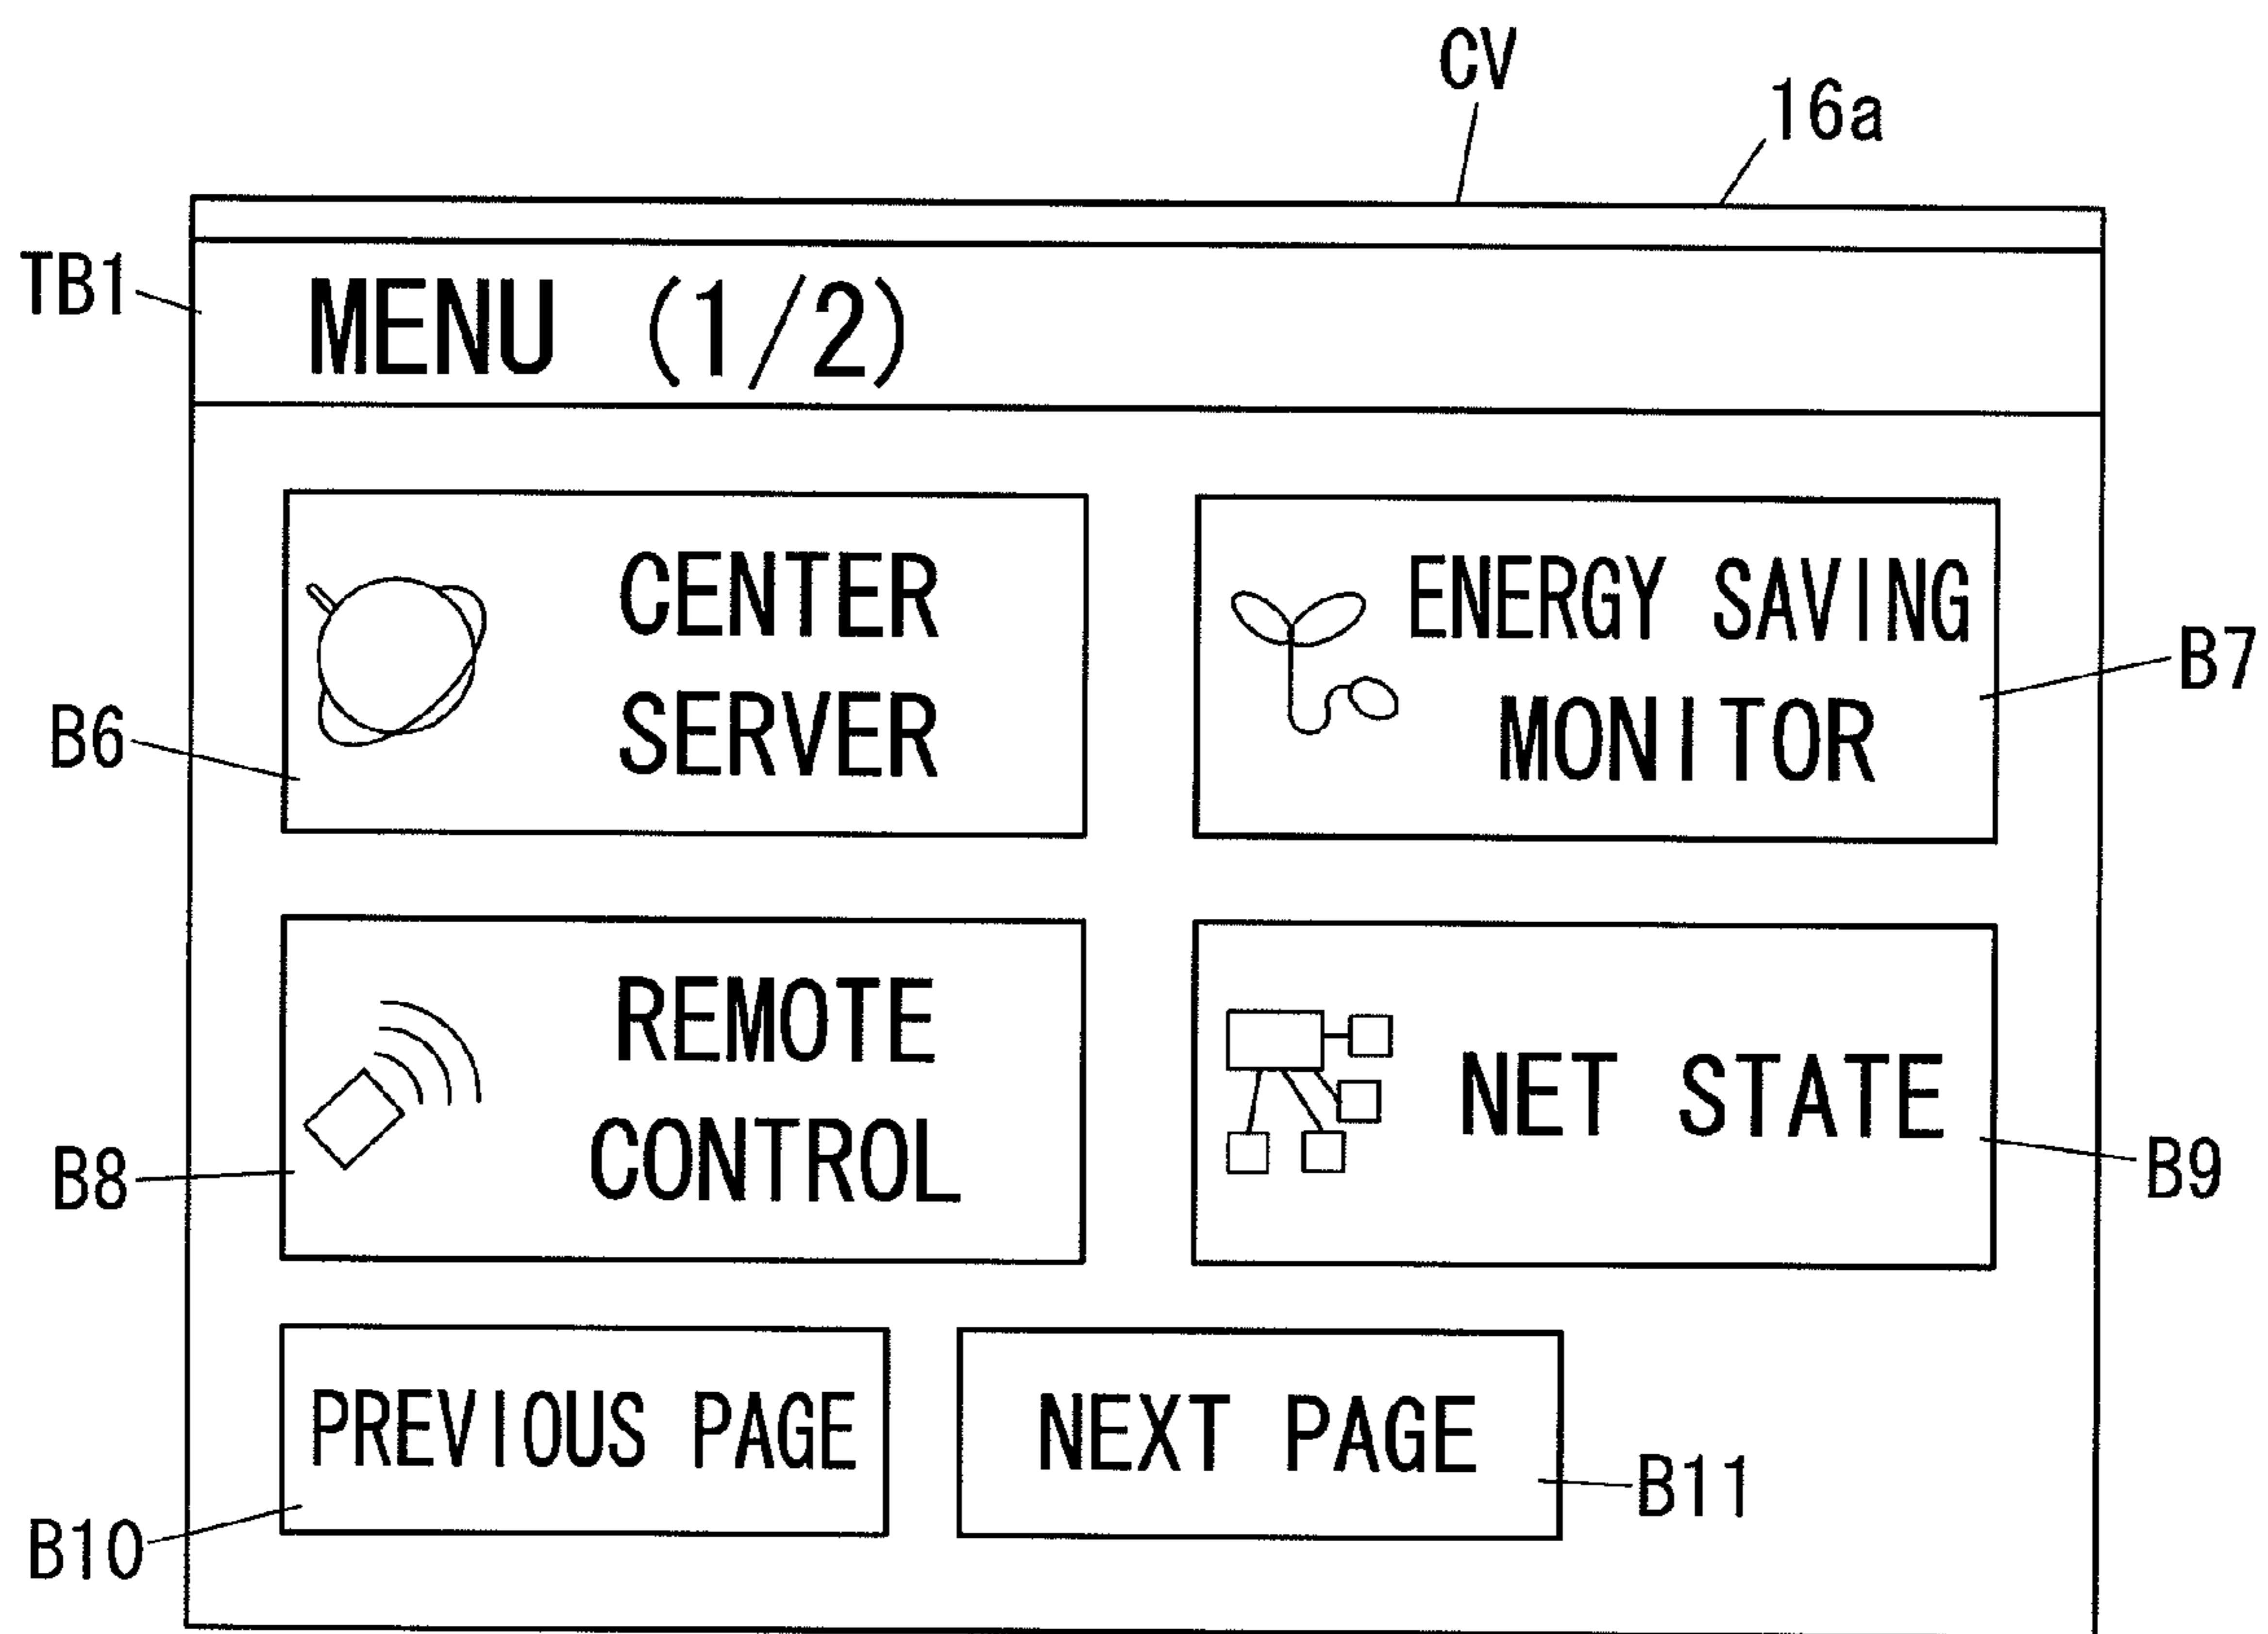 CV
16a
TB1
MENU (1/2)
CENTER
SERVER
B6
ENERGY SAVING
MONITOR
B7
REMOTE
CONTROL
B8
NET STATE
B9
PREVIOUS PAGE
B10
NEXT PAGE
B11